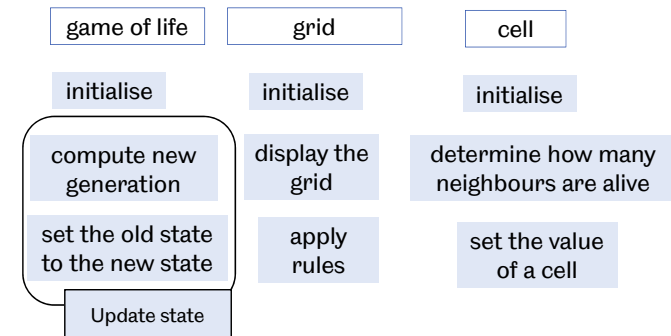 game of life
grid
cell
initialise
initialise
initialise
compute new
generation
display the
grid
determine how many
neighbours are alive
set the old state
to the new state
apply
rules
set the value
of a cell
Update state